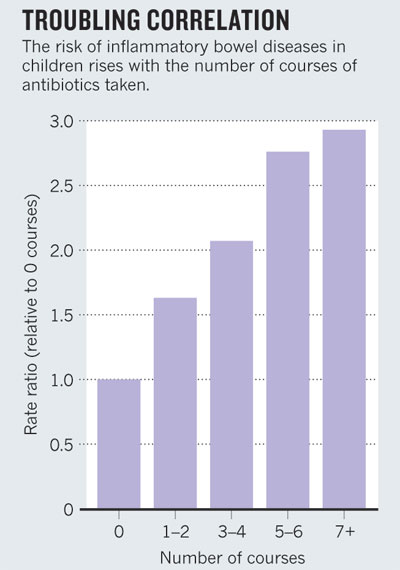 TROUBLING CORRELATION
The risk of inflammatory bowel diseases in
children rises with the number of courses of
antibiotics taken.
Rate ratio (relative to 0 courses)
3.0
2.5
2.0
1.5
1.0
0.5
0
0 1–2 3–4 5–6 7+
Number of courses